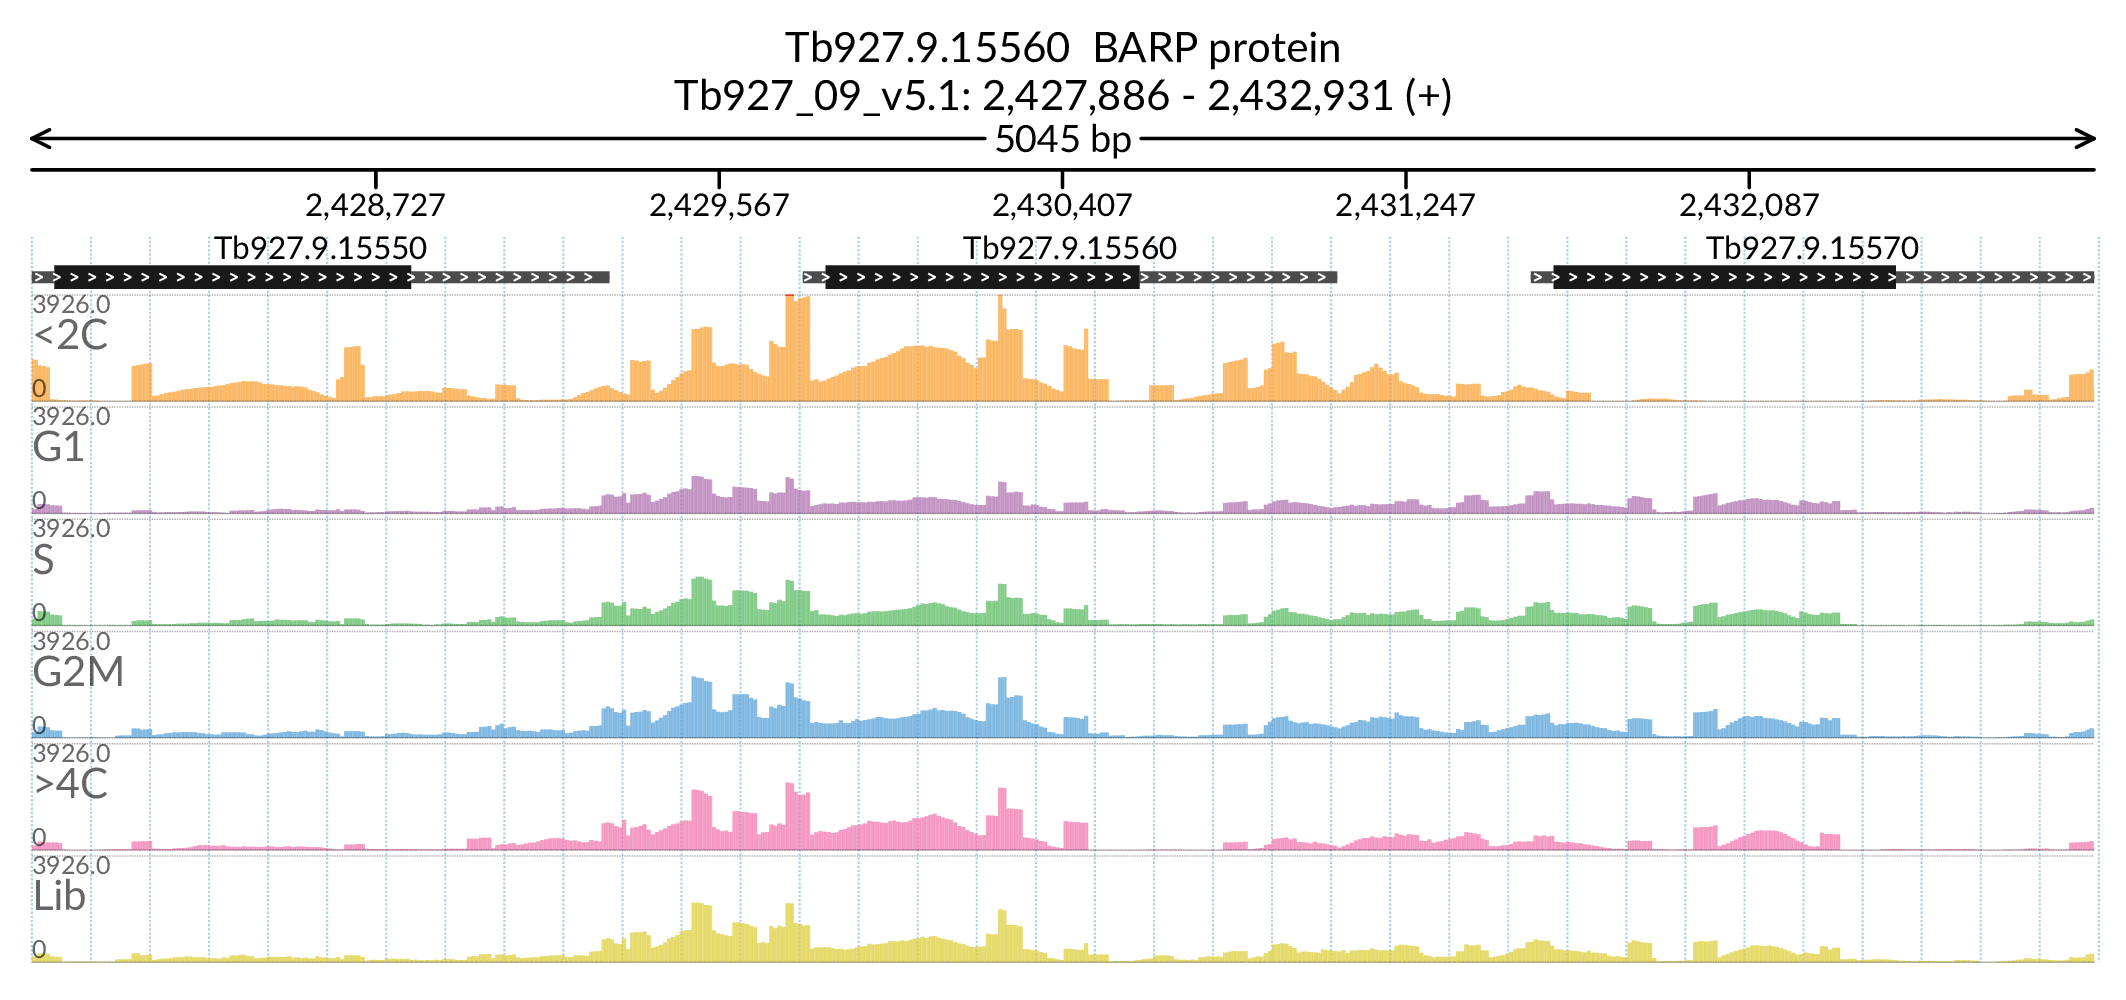 Tb927.9.15560  BARP protein
Tb927_09_v5.1: 2,427,886 - 2,432,931 (+)
5045 bp
2,428,727 2,429,567 2,430,407 2,431,247 2,432,087
Tb927.9.15550 Tb927.9.15560 Tb927.9.15570
3926.0
<2C
0
3926.0
G1
0
3926.0
S
0
3926.0
G2M
0
3926.0
>4C
0
3926.0
Lib
0